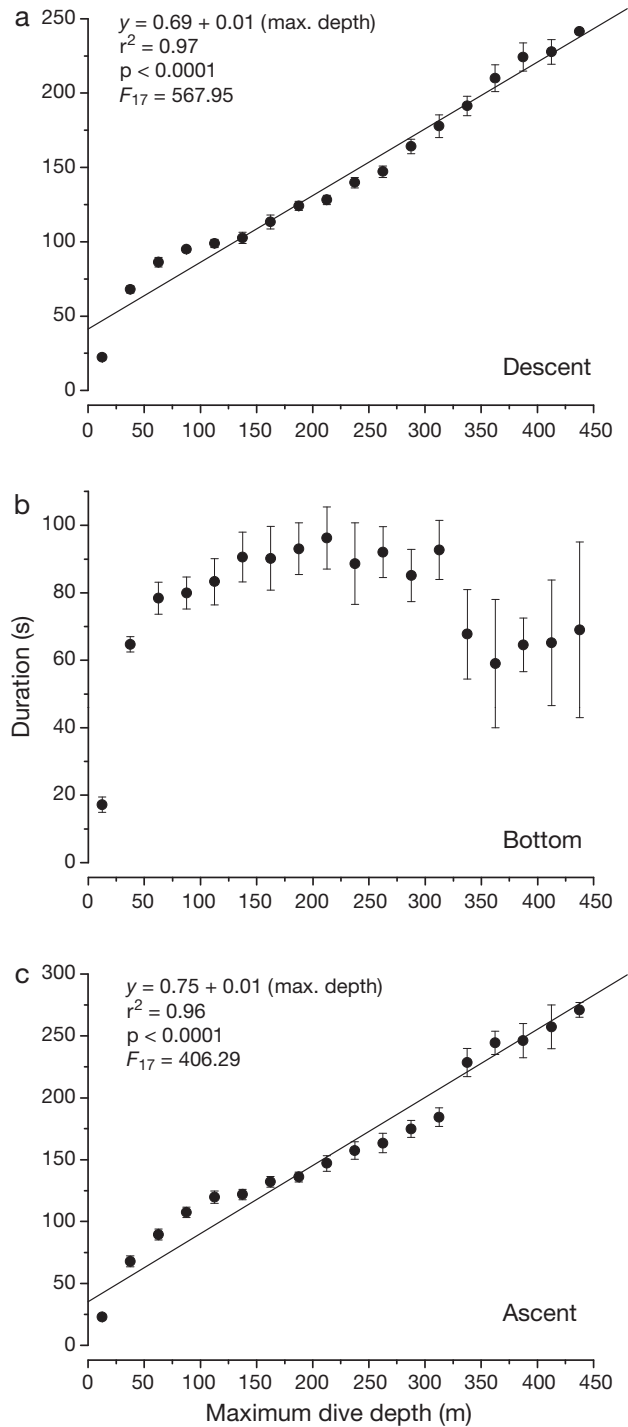 a
y = 0.69 + 0.01 (max. depth)
r² = 0.97
p < 0.0001
F₁₇ = 567.95
250
200
150
100
50
0
Descent
0 50 100 150 200 250 300 350 400 450
b
100
80
60
40
20
0
Duration (s)
Bottom
0 50 100 150 200 250 300 350 400 450
c
y = 0.75 + 0.01 (max. depth)
r² = 0.96
p < 0.0001
F₁₇ = 406.29
300
250
200
150
100
50
0
Ascent
0 50 100 150 200 250 300 350 400 450
Maximum dive depth (m)